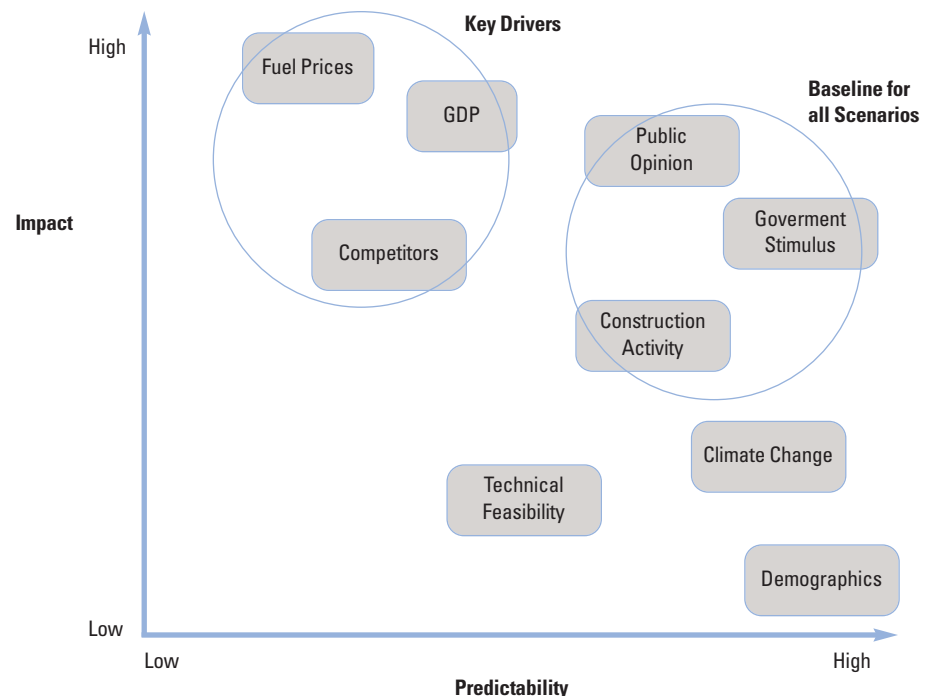 Key Drivers
High
Fuel Prices
GDP
Baseline for
all Scenarios
Public
Opinion
Impact
Goverment
Stimulus
Competitors
Construction
Activity
Climate Change
Technical
Feasibility
Demographics
Low
Low
High
Predictability